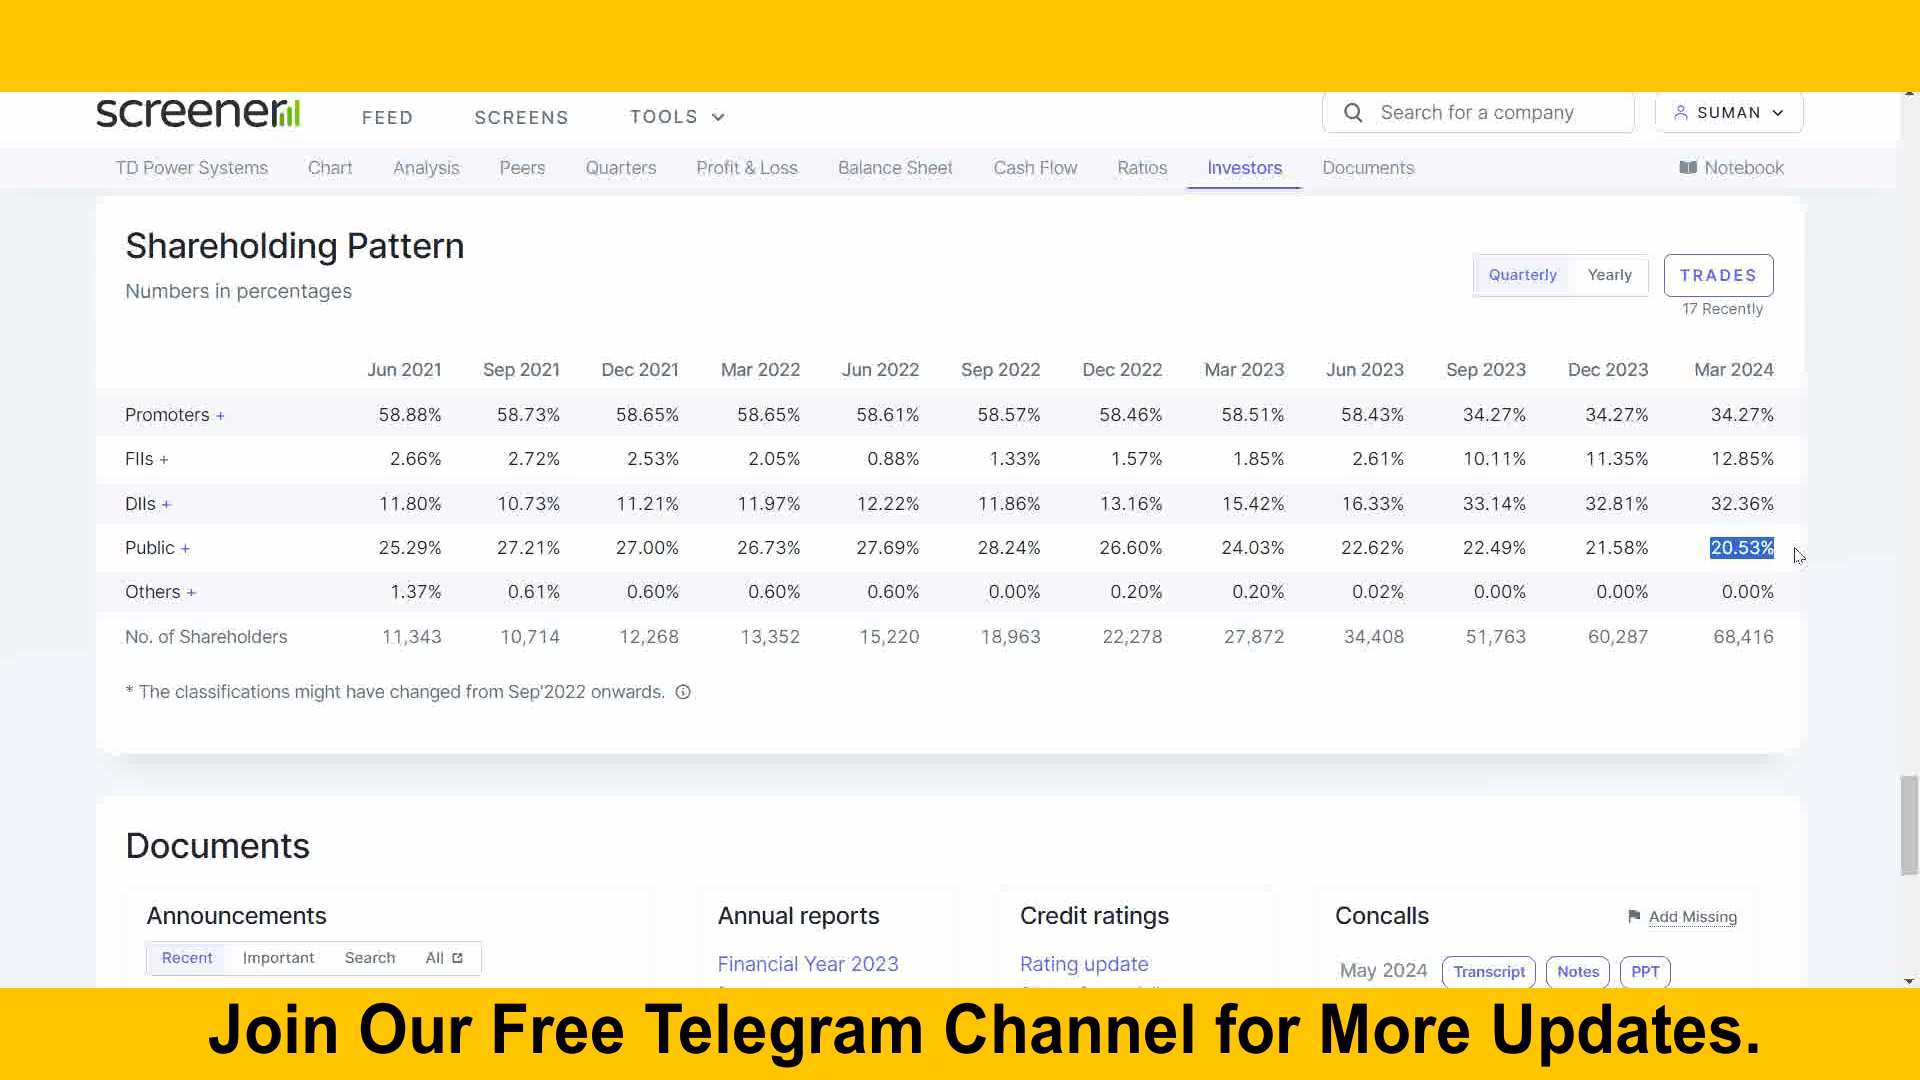 screener FEED SCREENS TOOLS Search for a company SUMAN
TD Power Systems Chart Analysis Peers Quarters Profit & Loss Balance Sheet Cash Flow Ratios Investors Documents Notebook
Shareholding Pattern
Numbers in percentages
Quarterly Yearly TRADES
17 Recently
Jun 2021 Sep 2021 Dec 2021 Mar 2022 Jun 2022 Sep 2022 Dec 2022 Mar 2023 Jun 2023 Sep 2023 Dec 2023 Mar 2024
Promoters + 58.88% 58.73% 58.65% 58.65% 58.61% 58.57% 58.46% 58.51% 58.43% 34.27% 34.27% 34.27%
FIIs + 2.66% 2.72% 2.53% 2.05% 0.88% 1.33% 1.57% 1.85% 2.61% 10.11% 11.35% 12.85%
DIIs + 11.80% 10.73% 11.21% 11.97% 12.22% 11.86% 13.16% 15.42% 16.33% 33.14% 32.81% 32.36%
Public + 25.29% 27.21% 27.00% 26.73% 27.69% 28.24% 26.60% 24.03% 22.62% 22.49% 21.58% 20.53%
Others + 1.37% 0.61% 0.60% 0.60% 0.60% 0.00% 0.20% 0.20% 0.02% 0.00% 0.00% 0.00%
No. of Shareholders 11,343 10,714 12,268 13,352 15,220 18,963 22,278 27,872 34,408 51,763 60,287 68,416
* The classifications might have changed from Sep'2022 onwards.
Documents
Announcements
Recent Important Search All
Annual reports
Financial Year 2023
Credit ratings
Rating update
Concalls Add Missing
May 2024 Transcript Notes PPT
Join Our Free Telegram Channel for More Updates.